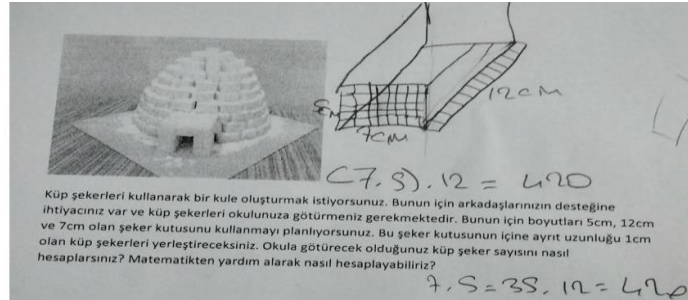 5cm
12cm
7cm
(7.5).12 = 420
Küp şekerleri kullanarak bir kule oluşturmak istiyorsunuz. Bunun için arkadaşlarınızın desteğine
ihtiyacınız var ve küp şekerleri okulunuza götürmeniz gerekmektedir. Bunun için boyutları 5cm, 12cm
ve 7cm olan şeker kutusunu kullanmayı planlıyorsunuz. Bu şeker kutusunun içine ayrıt uzunluğu 1cm
olan küp şekerleri yerleştireceksiniz. Okula götürecek olduğunuz küp şeker sayısını nasıl
hesaplarsınız? Matematikten yardım alarak nasıl hesaplayabiliriz?
7.5=35.12=420